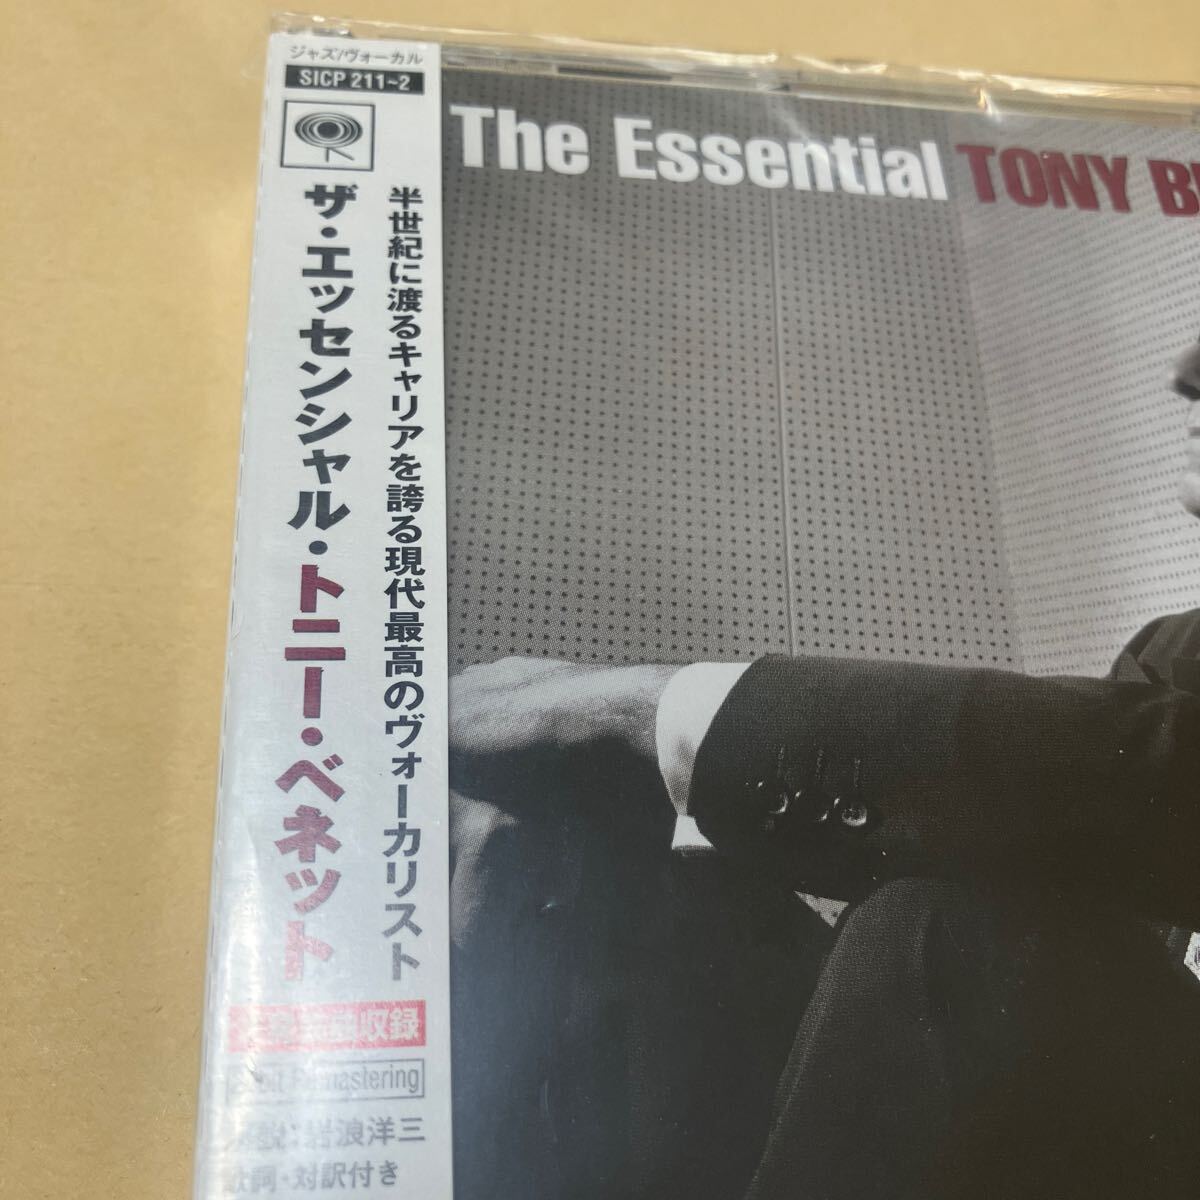 ジャズ/ヴォーカル
SICP 211~2
The Essential TONY
半世紀に渡るキャリアを誇る現代最高のヴォーカリスト
ザ・エッセンシャル・トニー・ベネット
収録
Remastering
岩浪洋三
歌詞・対訳付き